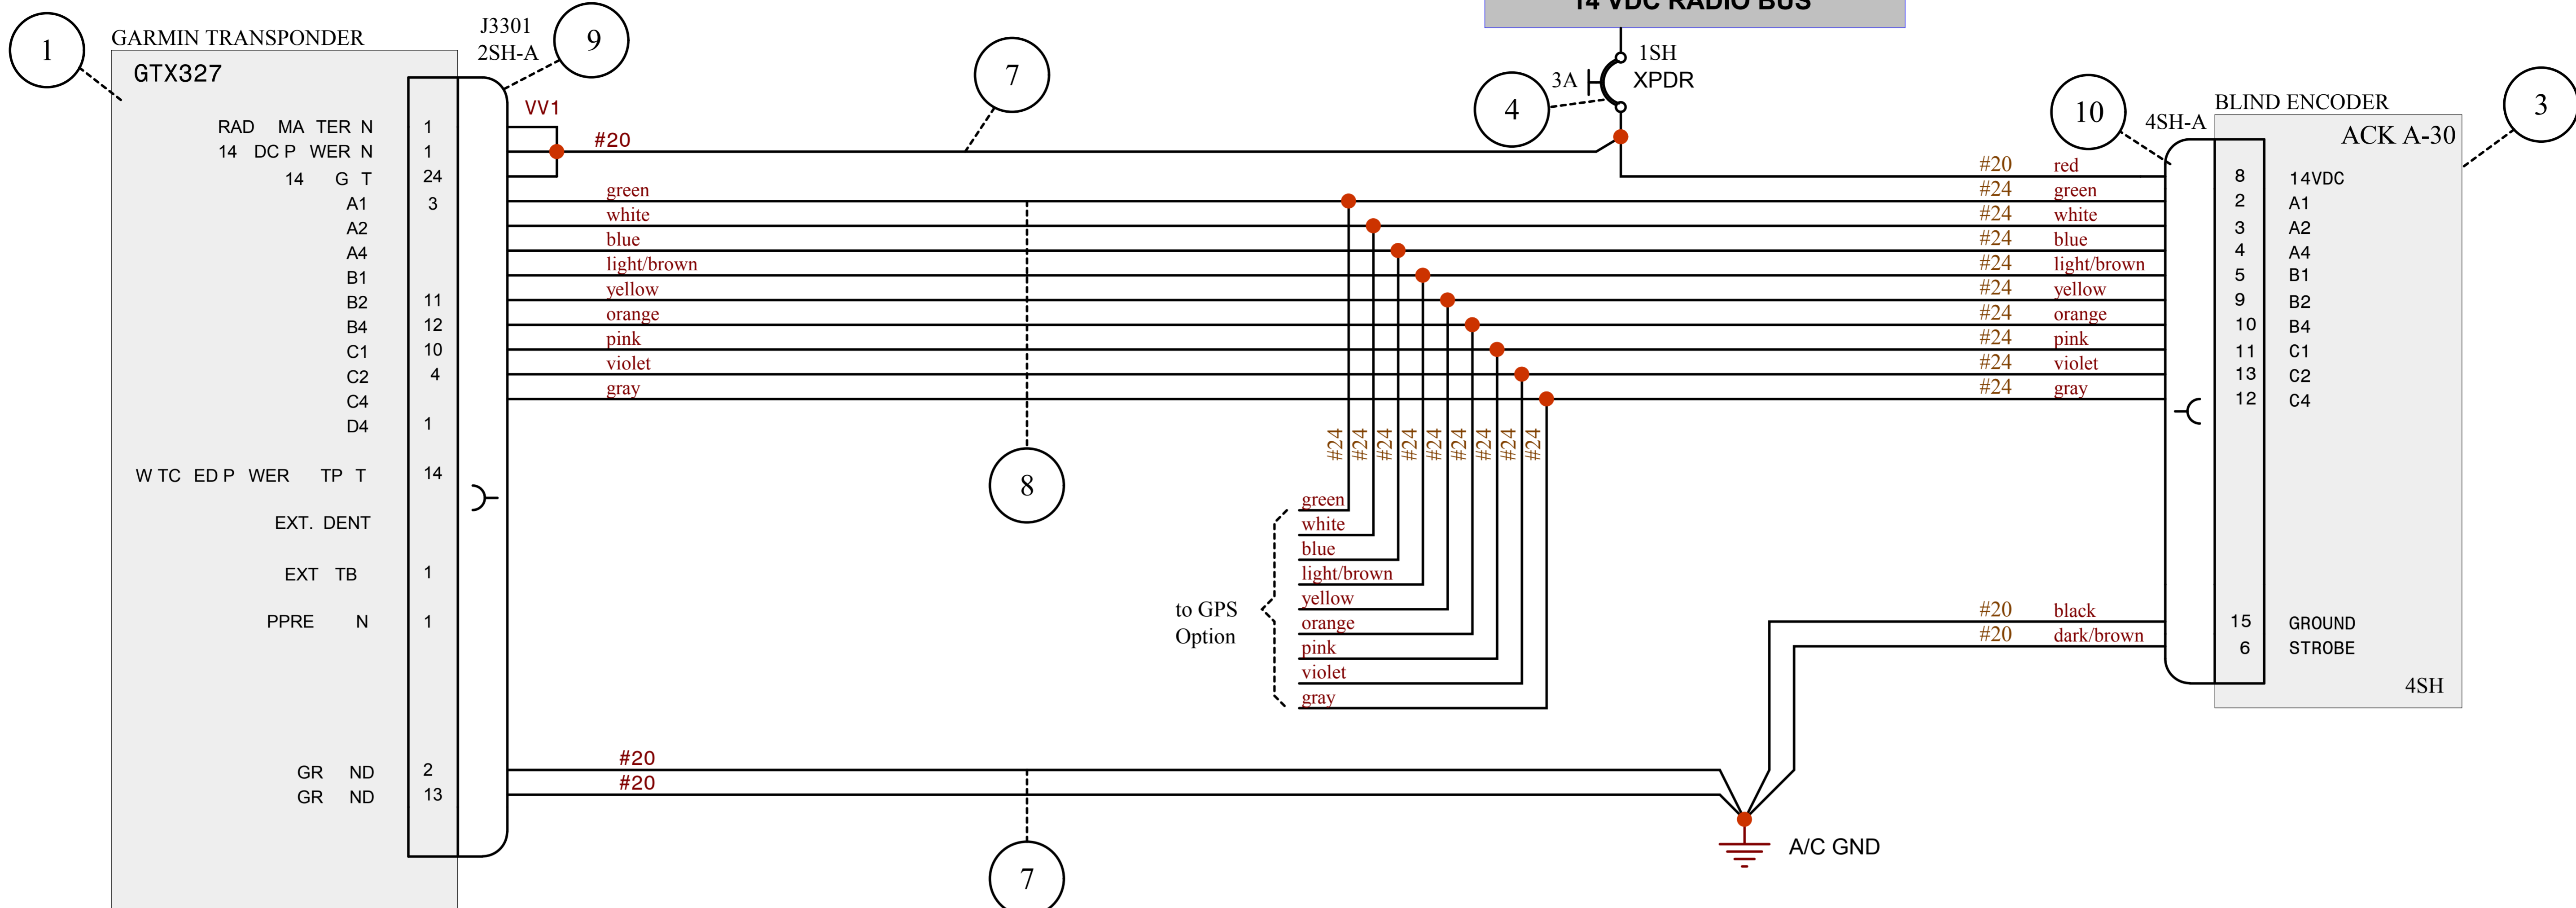 14 VDC RADIO BUS
1
GARMIN TRANSPONDER
GTX327
J3301
2SH-A
9
7
4
3A
1SH
XPDR
10
4SH-A
BLIND ENCODER
ACK A-30
3
VV1
RAD MA TER N 1
14 DC P WER N 1
14 G T 24
A1 3
A2
A4
B1
B2 11
B4 12
C1 10
C2 4
C4
D4 1
W TC ED P WER TP T 14
EXT. DENT
EXT TB 1
PPRE N 1
GR ND 2
GR ND 13
#20
green
white
blue
light/brown
yellow
orange
pink
violet
gray
8
#20 red 8 14VDC
#24 green 2 A1
#24 white 3 A2
#24 blue 4 A4
#24 light/brown 5 B1
#24 yellow 9 B2
#24 orange 10 B4
#24 pink 11 C1
#24 violet 13 C2
#24 gray 12 C4
#24 #24 #24 #24 #24 #24 #24 #24 #24
to GPS
Option
green
white
blue
light/brown
yellow
orange
pink
violet
gray
#20 black 15 GROUND
#20 dark/brown 6 STROBE
4SH
#20
#20
7
A/C GND